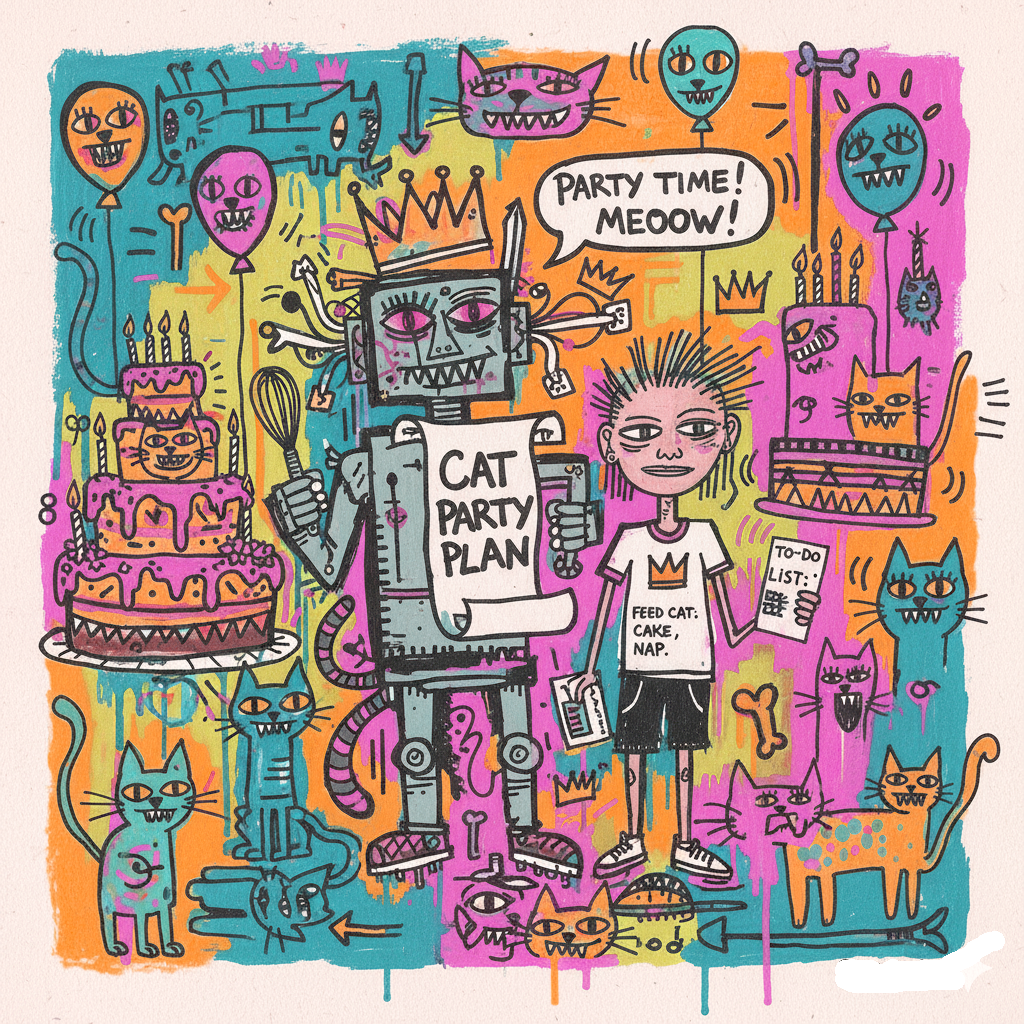 PARTY TIME!
MEOOW!
CAT
PARTY
PLAN
TO-DO
LIST:
FEED CAT:
CAKE,
NAP.